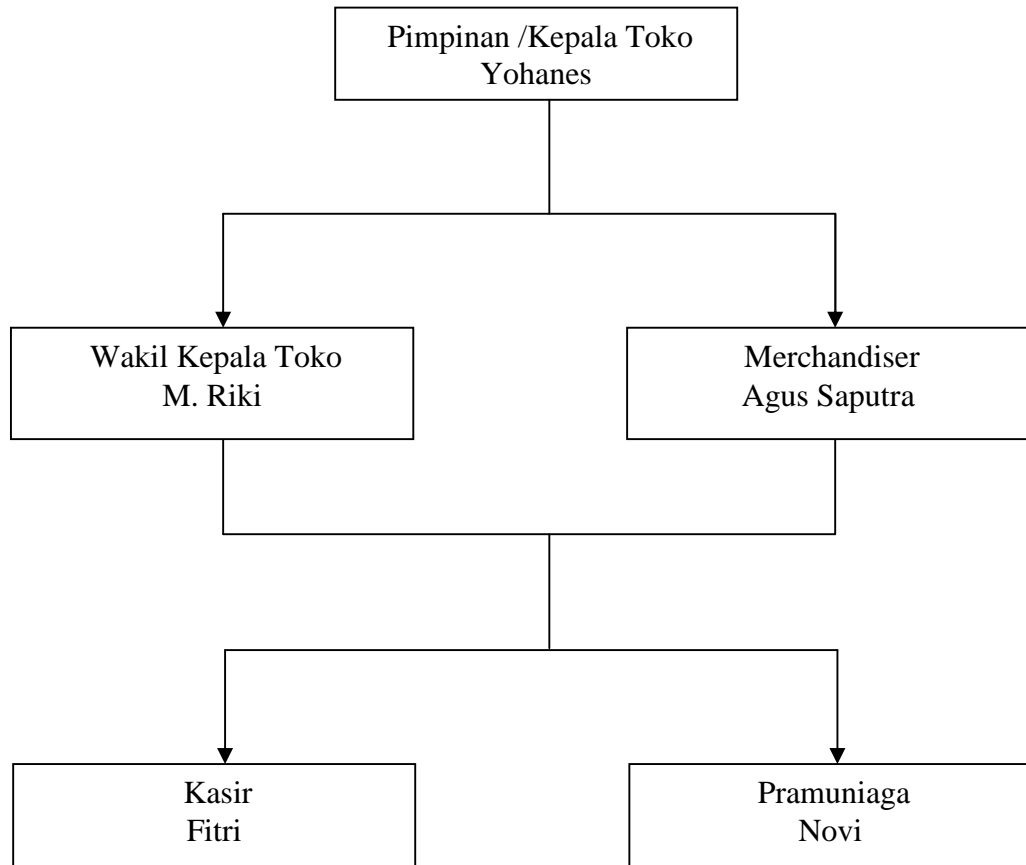 Pimpinan /Kepala Toko
Yohanes
Wakil Kepala Toko
M. Riki
Merchandiser
Agus Saputra
Kasir
Fitri
Pramuniaga
Novi